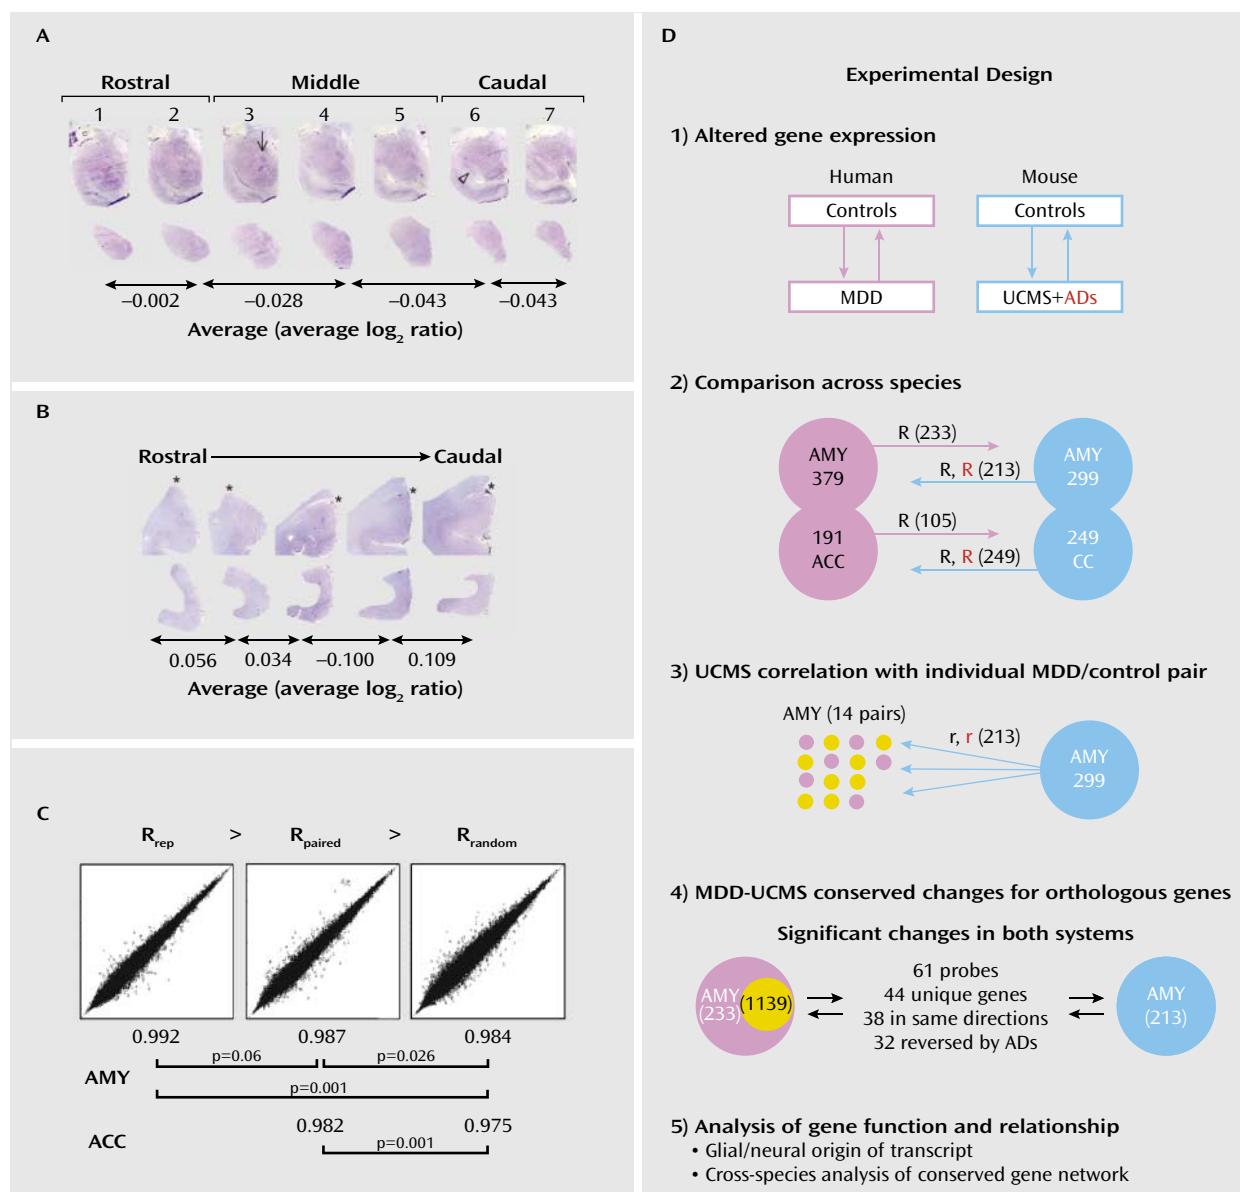 A
Rostral Middle Caudal
1 2 3 4 5 6 7
−0.002 −0.028 −0.043 −0.043
Average (average log2 ratio)
B
Rostral Caudal
* * * * *
0.056 0.034 −0.100 0.109
Average (average log2 ratio)
C
Rrep > Rpaired > Rrandom
0.992 0.987 0.984
p=0.06 p=0.026
AMY
p=0.001
0.982 0.975
ACC
p=0.001
D
Experimental Design
1) Altered gene expression
Human Mouse
Controls Controls
MDD UCMS+ADs
2) Comparison across species
R (233)
AMY AMY
R, R (213)
379 299
R (105)
191 249
ACC CC
R, R (249)
3) UCMS correlation with individual MDD/control pair
AMY (14 pairs)
r, r (213)
AMY
299
4) MDD-UCMS conserved changes for orthologous genes
Significant changes in both systems
61 probes
AMY (1139) 44 unique genes AMY
(233) 38 in same directions (213)
32 reversed by ADs
5) Analysis of gene function and relationship
• Glial/neural origin of transcript
• Cross-species analysis of conserved gene network